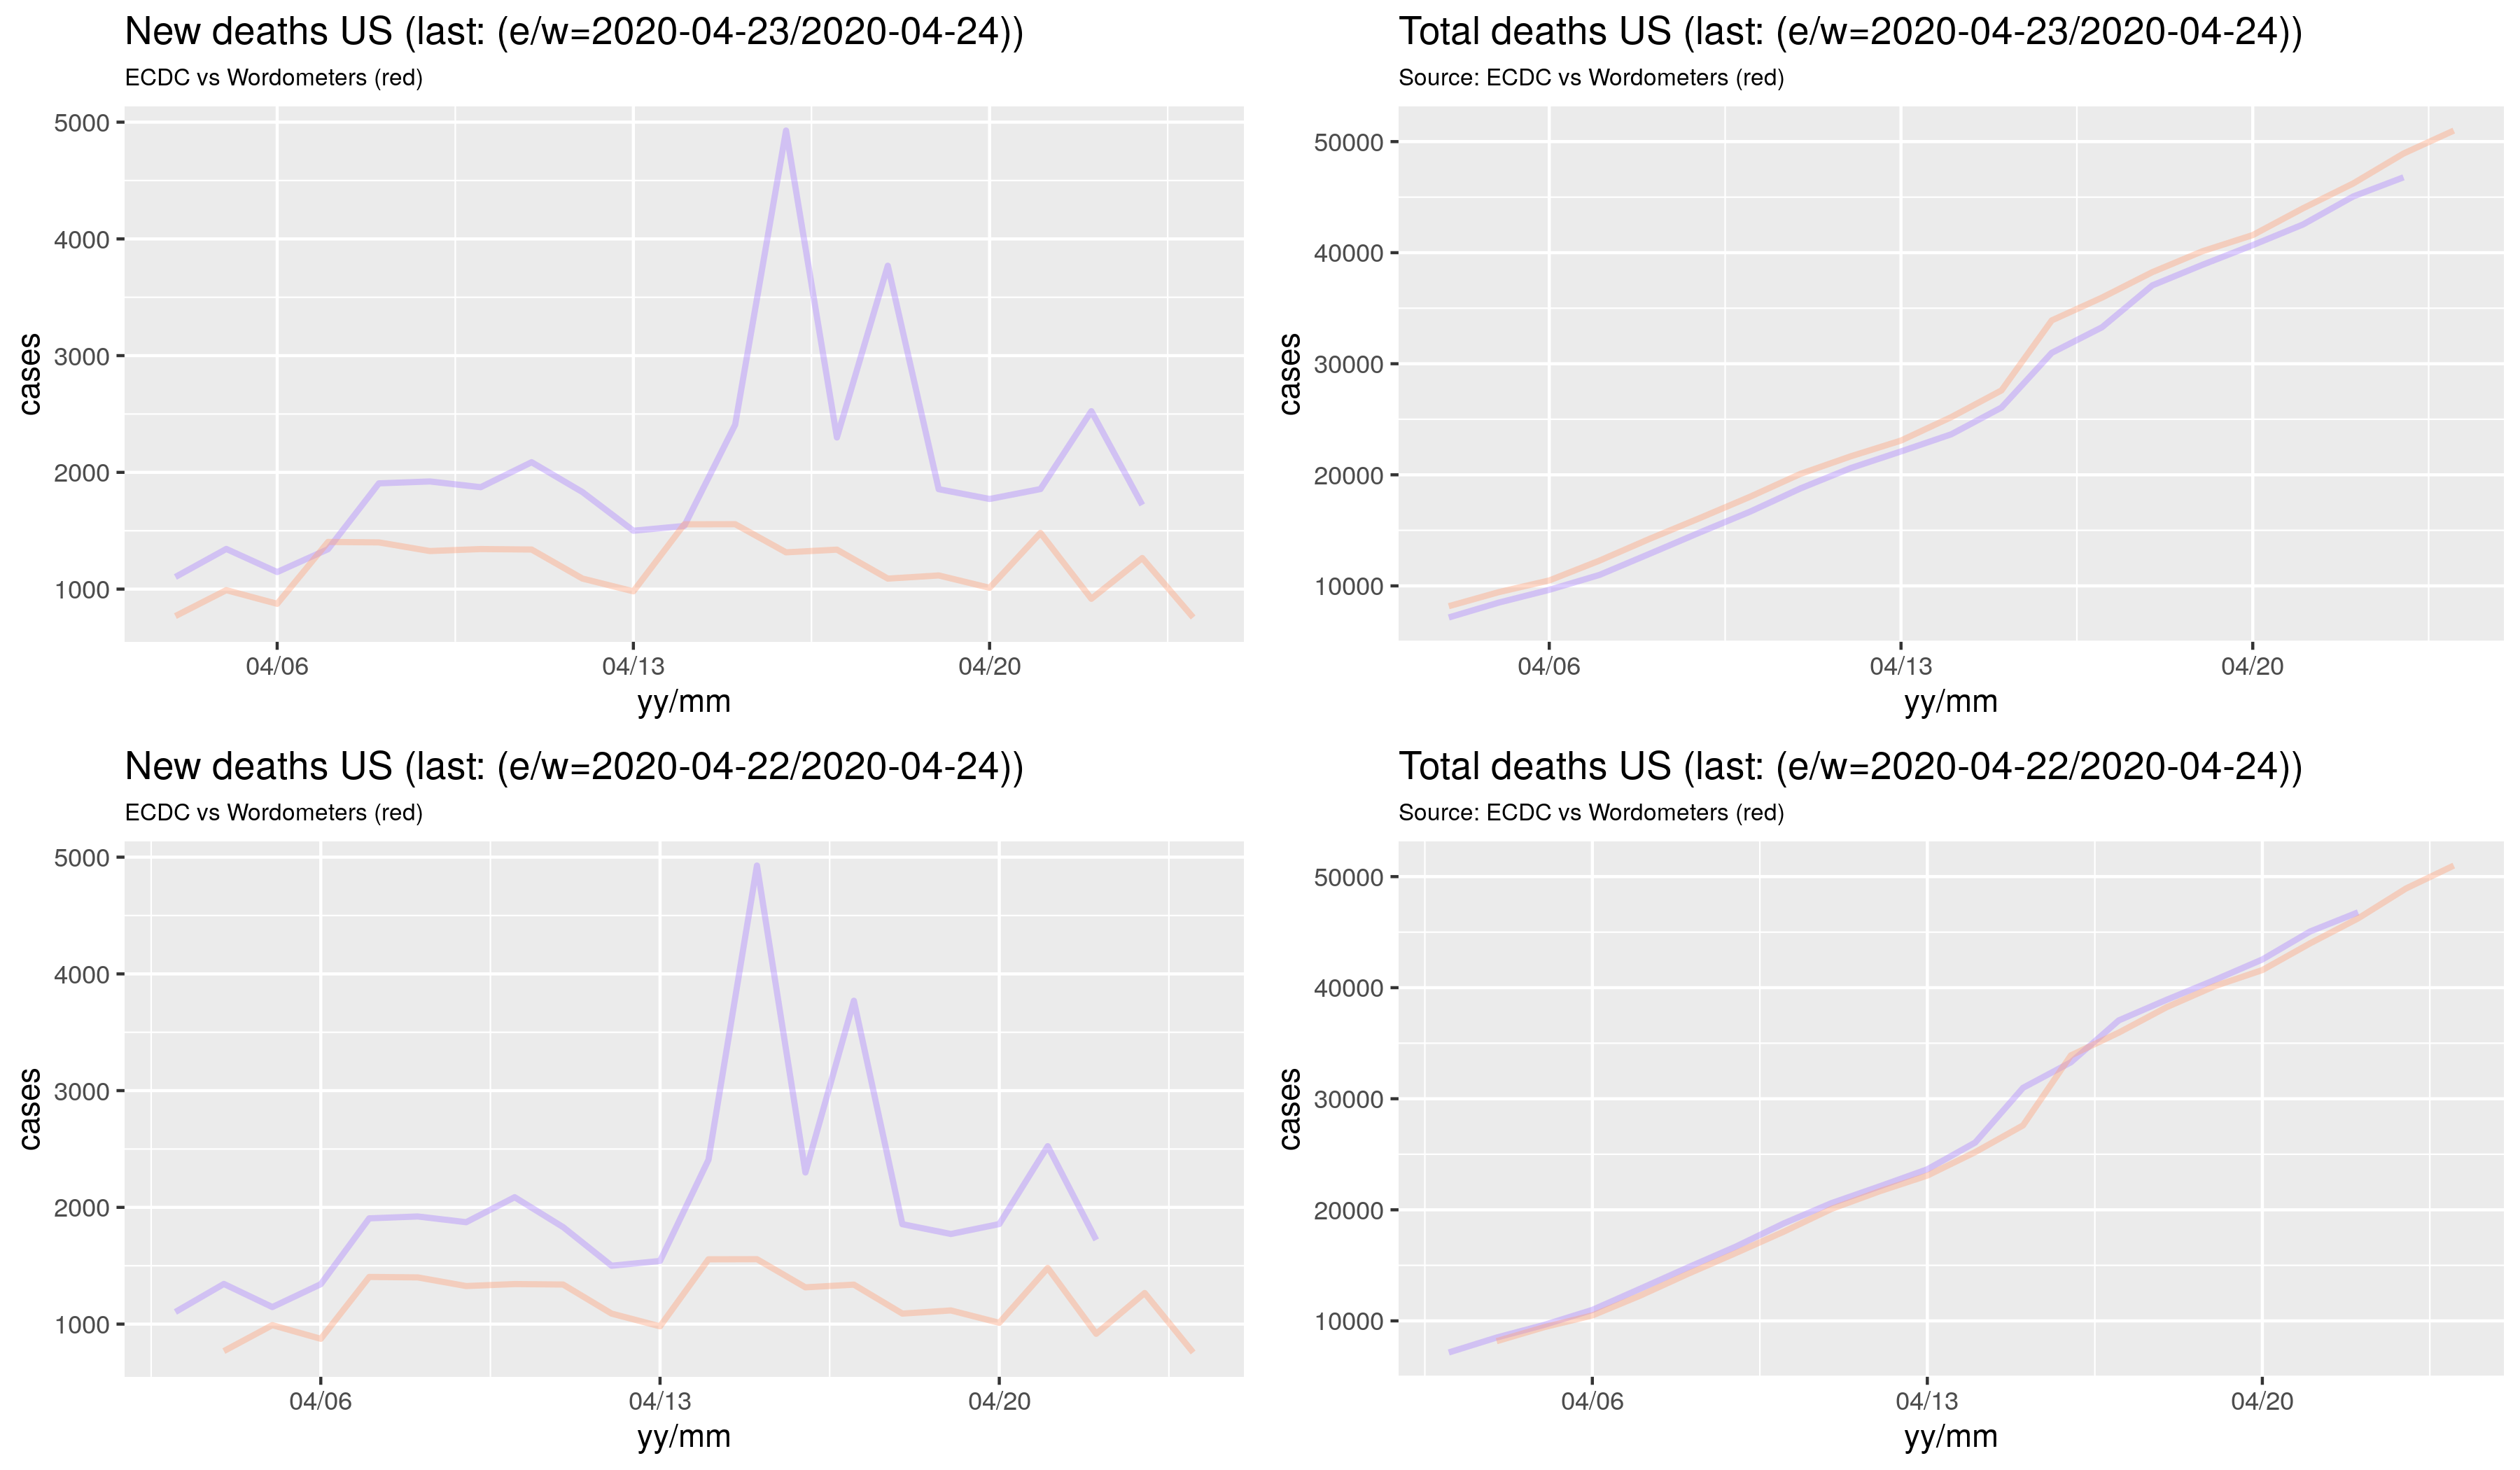 New deaths US (last: (e/w=2020-04-23/2020-04-24))
ECDC vs Wordometers (red)
5000
4000
3000
2000
1000
cases
04/06 04/13 04/20
yy/mm
Total deaths US (last: (e/w=2020-04-23/2020-04-24))
Source: ECDC vs Wordometers (red)
50000
40000
30000
20000
10000
cases
04/06 04/13 04/20
yy/mm
New deaths US (last: (e/w=2020-04-22/2020-04-24))
ECDC vs Wordometers (red)
5000
4000
3000
2000
1000
cases
04/06 04/13 04/20
yy/mm
Total deaths US (last: (e/w=2020-04-22/2020-04-24))
Source: ECDC vs Wordometers (red)
50000
40000
30000
20000
10000
cases
04/06 04/13 04/20
yy/mm